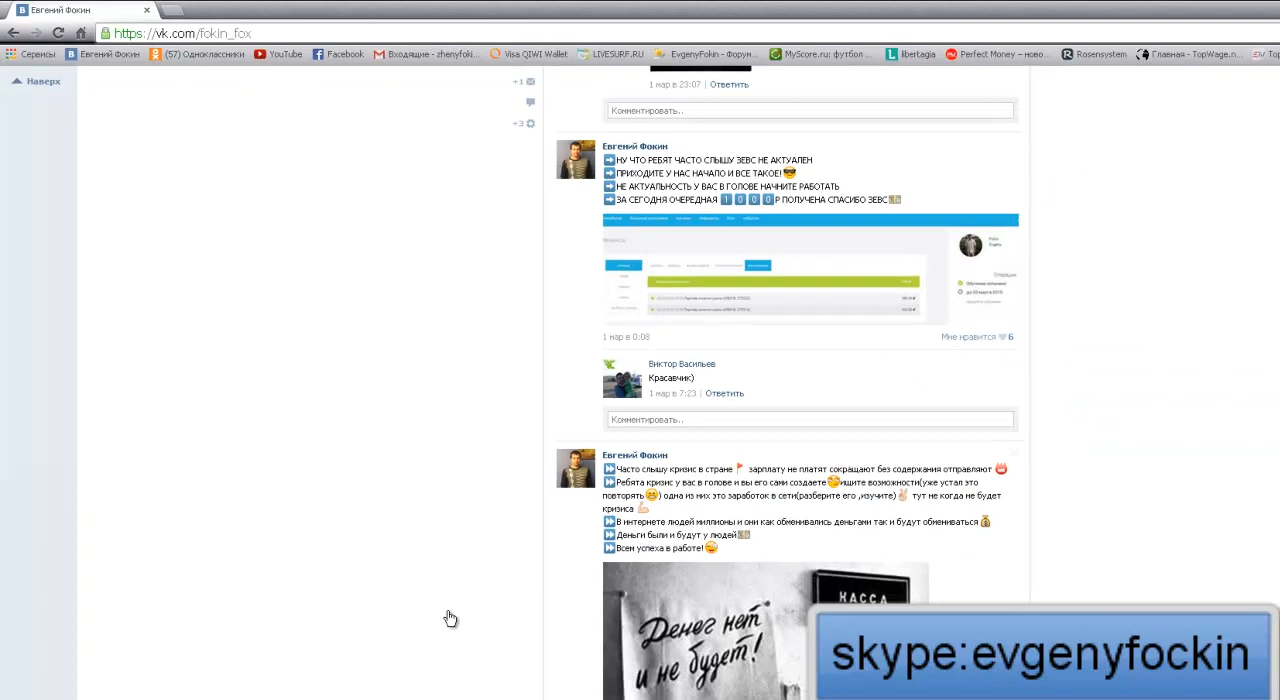 Евгений Фокин
https://vk.com/fokin_fox
Сервисы Евгений Фокин (57) Одноклассники YouTube Facebook Входящие - zhenyfoki... Visa QIWI Wallet LIVESURF.RU EvgenyFokin - Форум... MyScore.ru: футбол ... libertagia Perfect Money – ново... Rosensystem Главная - TopWage.n...
Наверх
+1
+3
1 мар в 23:07 | Ответить
Комментировать..
Евгений Фокин
НУ ЧТО РЕБЯТ ЧАСТО СЛЫШУ ЗЕВС НЕ АКТУАЛЕН
ПРИХОДИТЕ У НАС НАЧАЛО И ВСЕ ТАКОЕ!
НЕ АКТУАЛЬНОСТЬ У ВАС В ГОЛОВЕ НАЧНИТЕ РАБОТАТЬ
ЗА СЕГОДНЯ ОЧЕРЕДНАЯ 1000Р ПОЛУЧЕНА СПАСИБО ЗЕВС
Операции
1 мар в 0:08 Мне нравится 6
Виктор Васильев
Красавчик)
1 мар в 7:23 | Ответить
Комментировать..
Евгений Фокин
Часто слышу кризис в стране зарплату не платят сокращают без содержания отправляют
Ребята кризис у вас в голове и вы его сами создаете ищите возможности(уже устал это
повторять) одна из них это заработок в сети(разберите его ,изучите) тут не когда не будет
кризиса
В интернете людей миллионы и они как обменивались деньгами так и будут обмениваться
Деньги были и будут у людей
Всем успеха в работе!
КАССА
Денег нет
и не будет!
skype:evgenyfockin